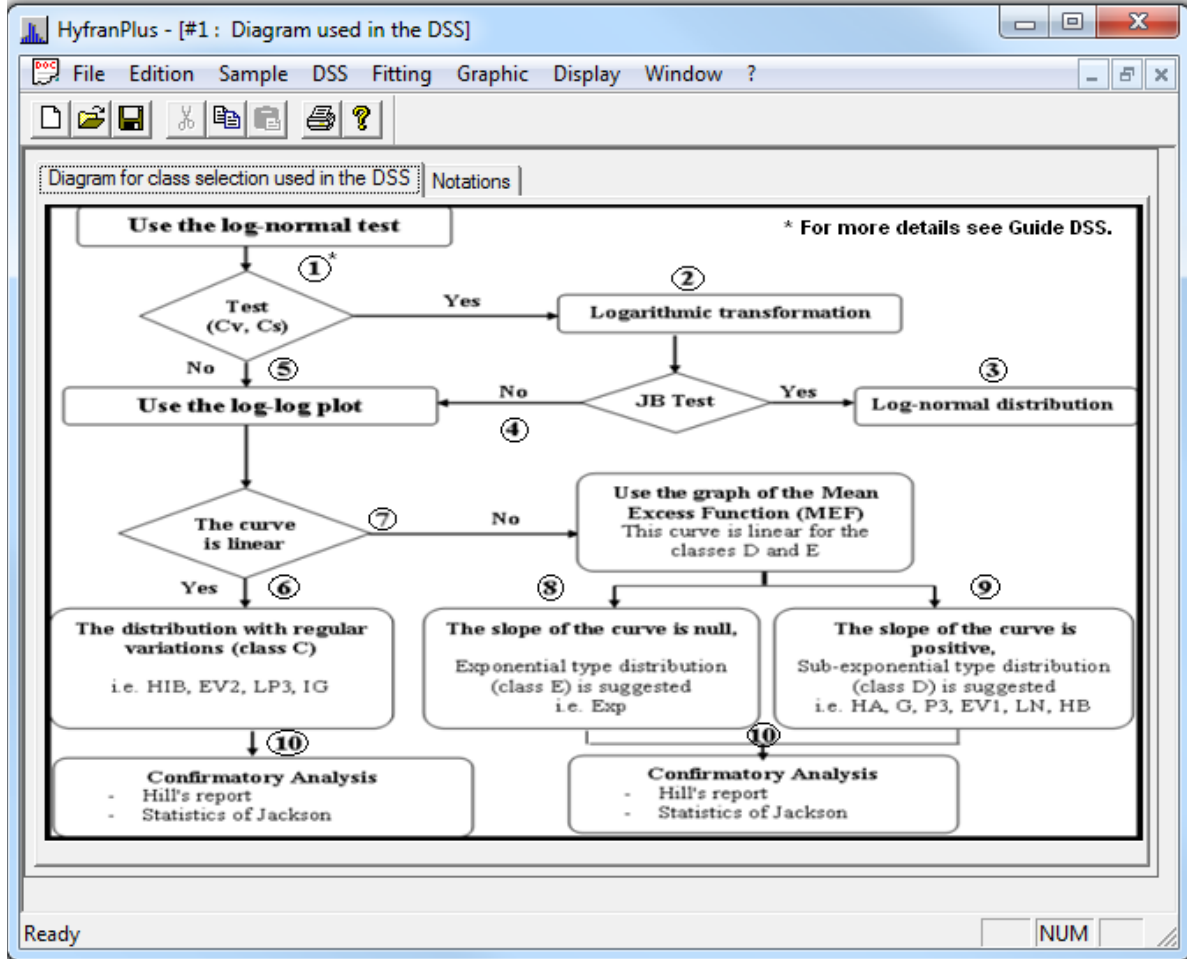 HyfranPlus - [#1 : Diagram used in the DSS]
DOC
File Edition Sample DSS Fitting Graphic Display Window ?
Diagram for class selection used in the DSS
Notations
Use the log-normal test
* For more details see Guide DSS.
1*
2
Test
(Cv, Cs)
Yes
Logarithmic transformation
No
5
3
Use the log-log plot
No
JB Test
Yes
Log-normal distribution
4
The curve
is linear
7
No
Use the graph of the Mean
Excess Function (MEF)
This curve is linear for the
classes D and E
Yes
6
8
9
The distribution with regular
variations (class C)
i.e. HIB, EV2, LP3, IG
The slope of the curve is null,
Exponential type distribution
(class E) is suggested
i.e. Exp
The slope of the curve is
positive,
Sub-exponential type distribution
(class D) is suggested
i.e. HA, G, P3, EV1, LN, HB
10
10
Confirmatory Analysis
- Hill's report
- Statistics of Jackson
Confirmatory Analysis
- Hill's report
- Statistics of Jackson
Ready
NUM